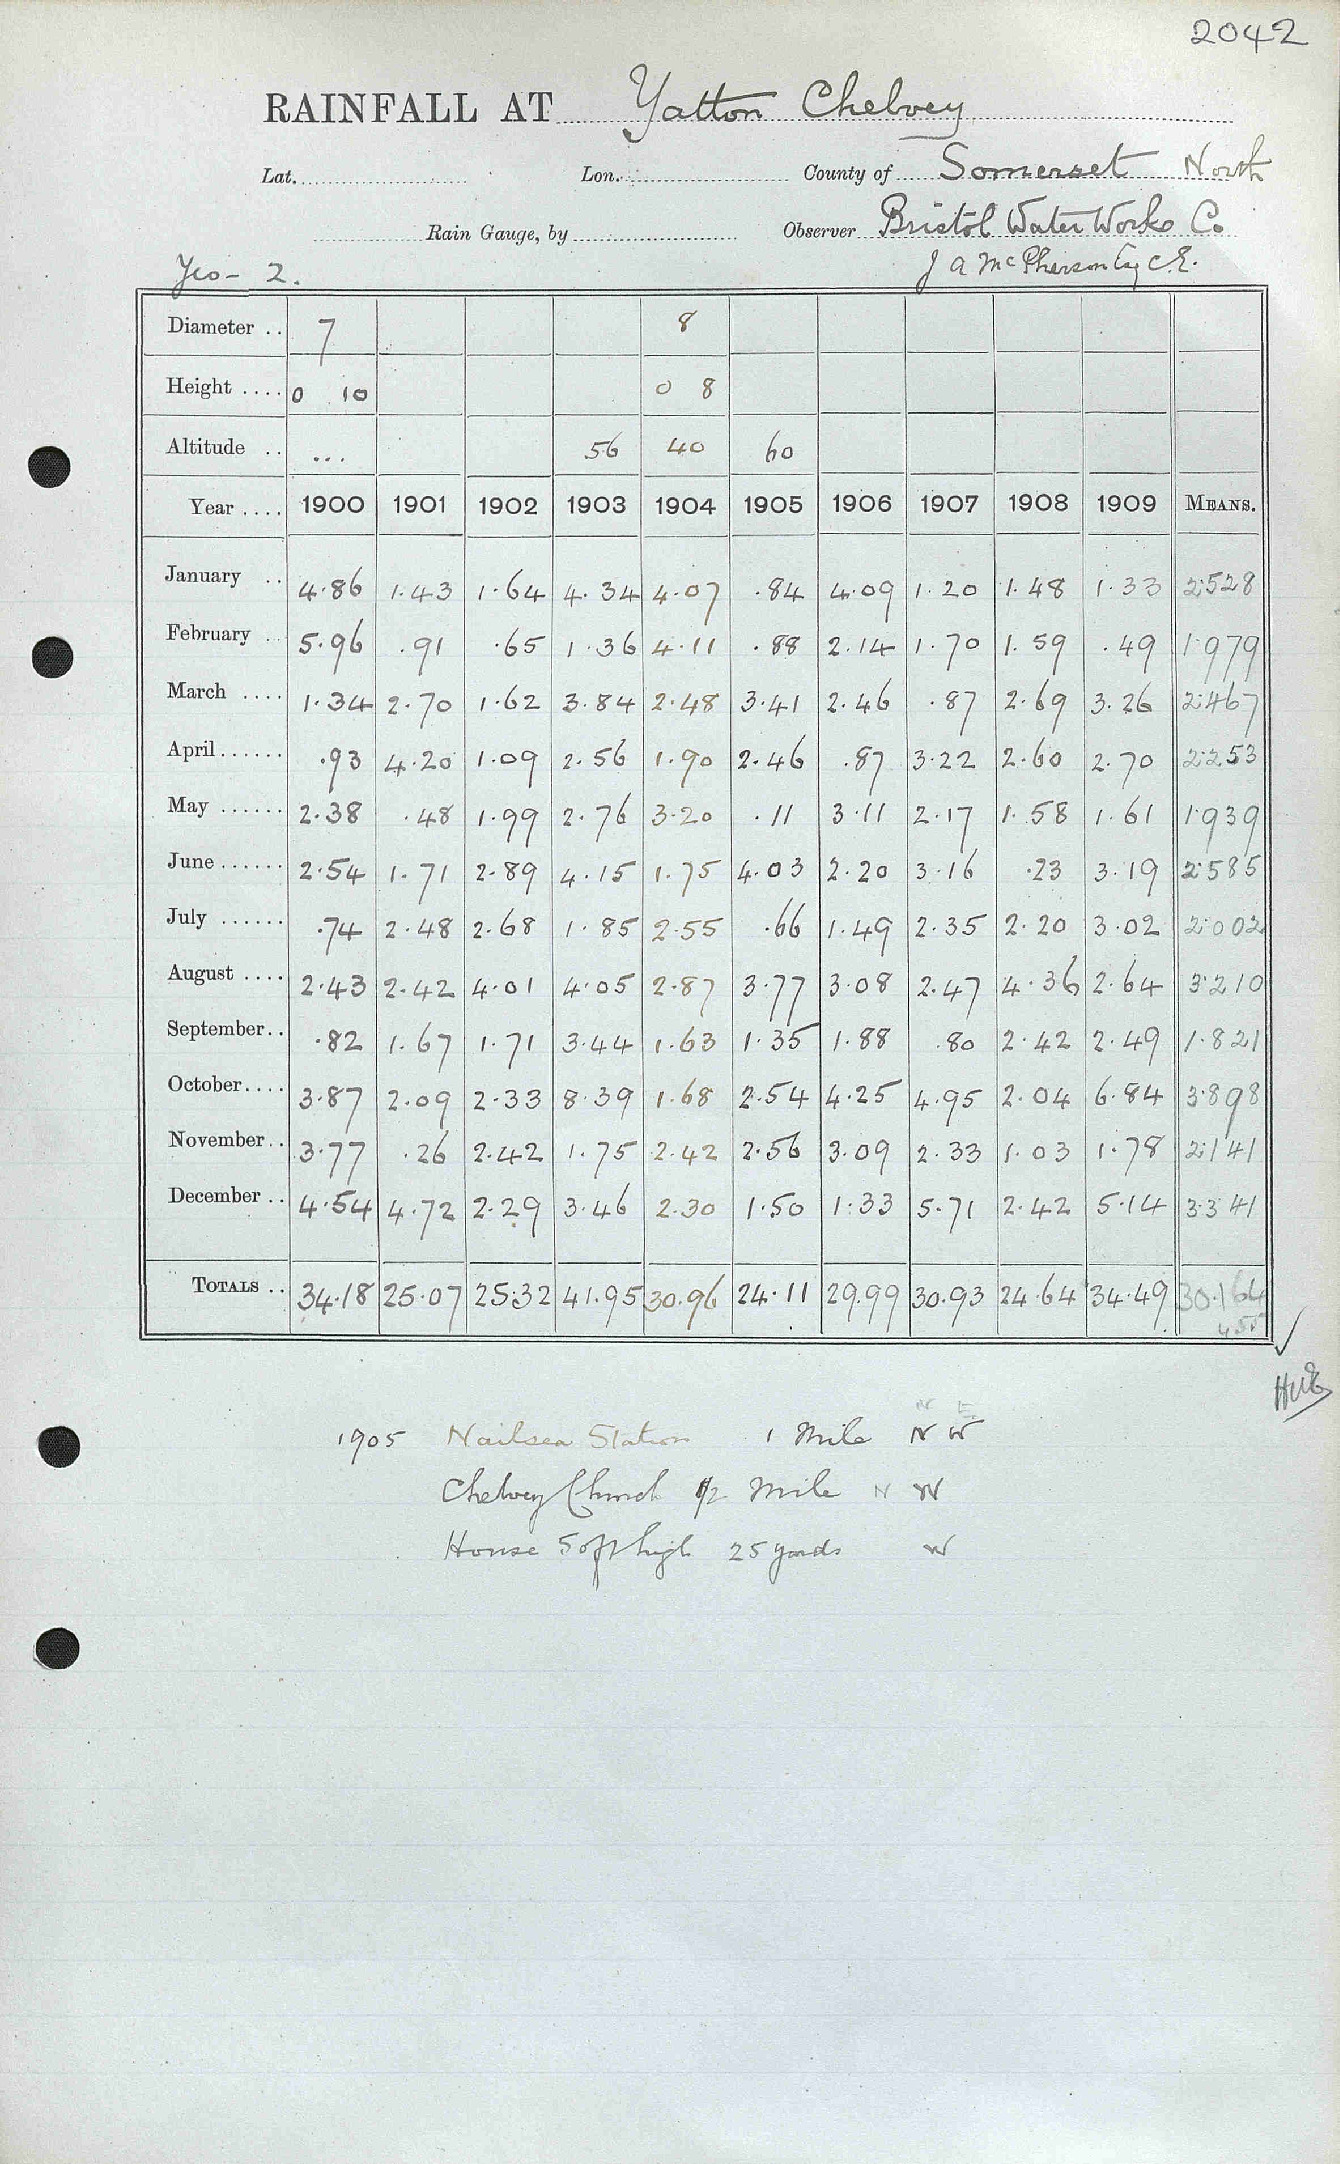 2042
RAINFALL AT Yatton Chelvey
Lat. Lon. County of Somerset North
Rain Gauge, by Observer Bristol Water Works Co
Yeo - 2. J A McPherson Esq C.E.
Diameter .. 7 8
Height .... 0 10 0 8
Altitude .. ... 56 40 60
Year .... 1900 1901 1902 1903 1904 1905 1906 1907 1908 1909 MEANS.
January .. 4.86 1.43 1.64 4.34 4.07 .84 4.09 1.20 1.48 1.33 2.528
February .. 5.96 .91 .65 1.36 4.11 .88 2.14 1.70 1.59 .49 1.979
March .... 1.34 2.70 1.62 3.84 2.48 3.41 2.46 .87 2.69 3.26 2.467
April ...... .93 4.20 1.09 2.56 1.90 2.46 .87 3.22 2.60 2.70 2.253
May ...... 2.38 .48 1.99 2.76 3.20 .11 3.11 2.17 1.58 1.61 1.939
June ...... 2.54 1.71 2.89 4.15 1.75 4.03 2.20 3.16 .23 3.19 2.585
July ...... .74 2.48 2.68 1.85 2.55 .66 1.49 2.35 2.20 3.02 2.002
August .... 2.43 2.42 4.01 4.05 2.87 3.77 3.08 2.47 4.36 2.64 3.210
September.. .82 1.67 1.71 3.44 1.63 1.35 1.88 .80 2.42 2.49 1.821
October.... 3.87 2.09 2.33 8.39 1.68 2.54 4.25 4.95 2.04 6.84 3.898
November.. 3.77 .26 2.42 1.75 2.42 2.56 3.09 2.33 1.03 1.78 2.141
December .. 4.54 4.72 2.29 3.46 2.30 1.50 1.33 5.71 2.42 5.14 3.341
TOTALS .. 34.18 25.07 25.32 41.95 30.96 24.11 29.99 30.93 24.64 34.49 30.164
N E
1905 Nailsea Station 1 Mile N W
Chelvey Church 1/2 Mile N W
House 50 ft high 25 yards W